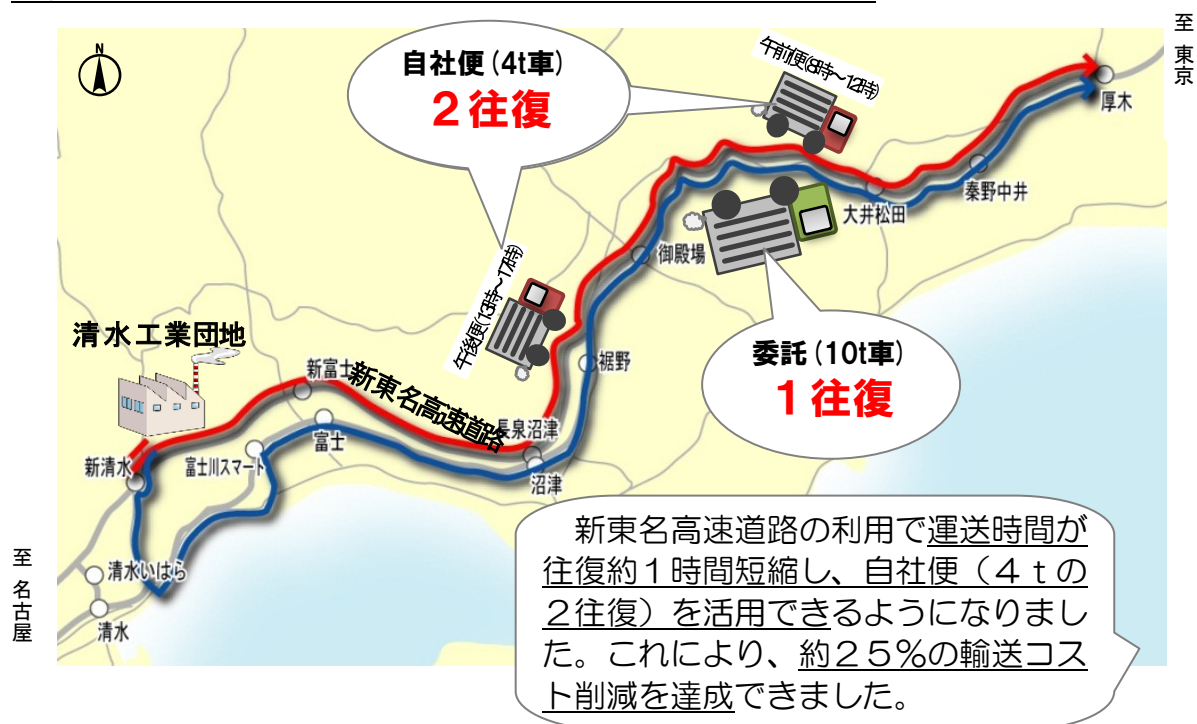 至 東京
N
自社便(4t車)
2往復
午前便(8時~12時)
厚木
秦野中井
大井松田
御殿場
午後便(13時~17時)
委託(10t車)
1往復
清水工業団地
裾野
新富士
新東名高速道路
長泉沼津
富士
沼津
新清水
富士川スマート
新東名高速道路の利用で運送時間が
往復約1時間短縮し、自社便(4tの
2往復)を活用できるようになりまし
た。これにより、約25%の輸送コス
ト削減を達成できました。
至 名古屋
清水いはら
清水